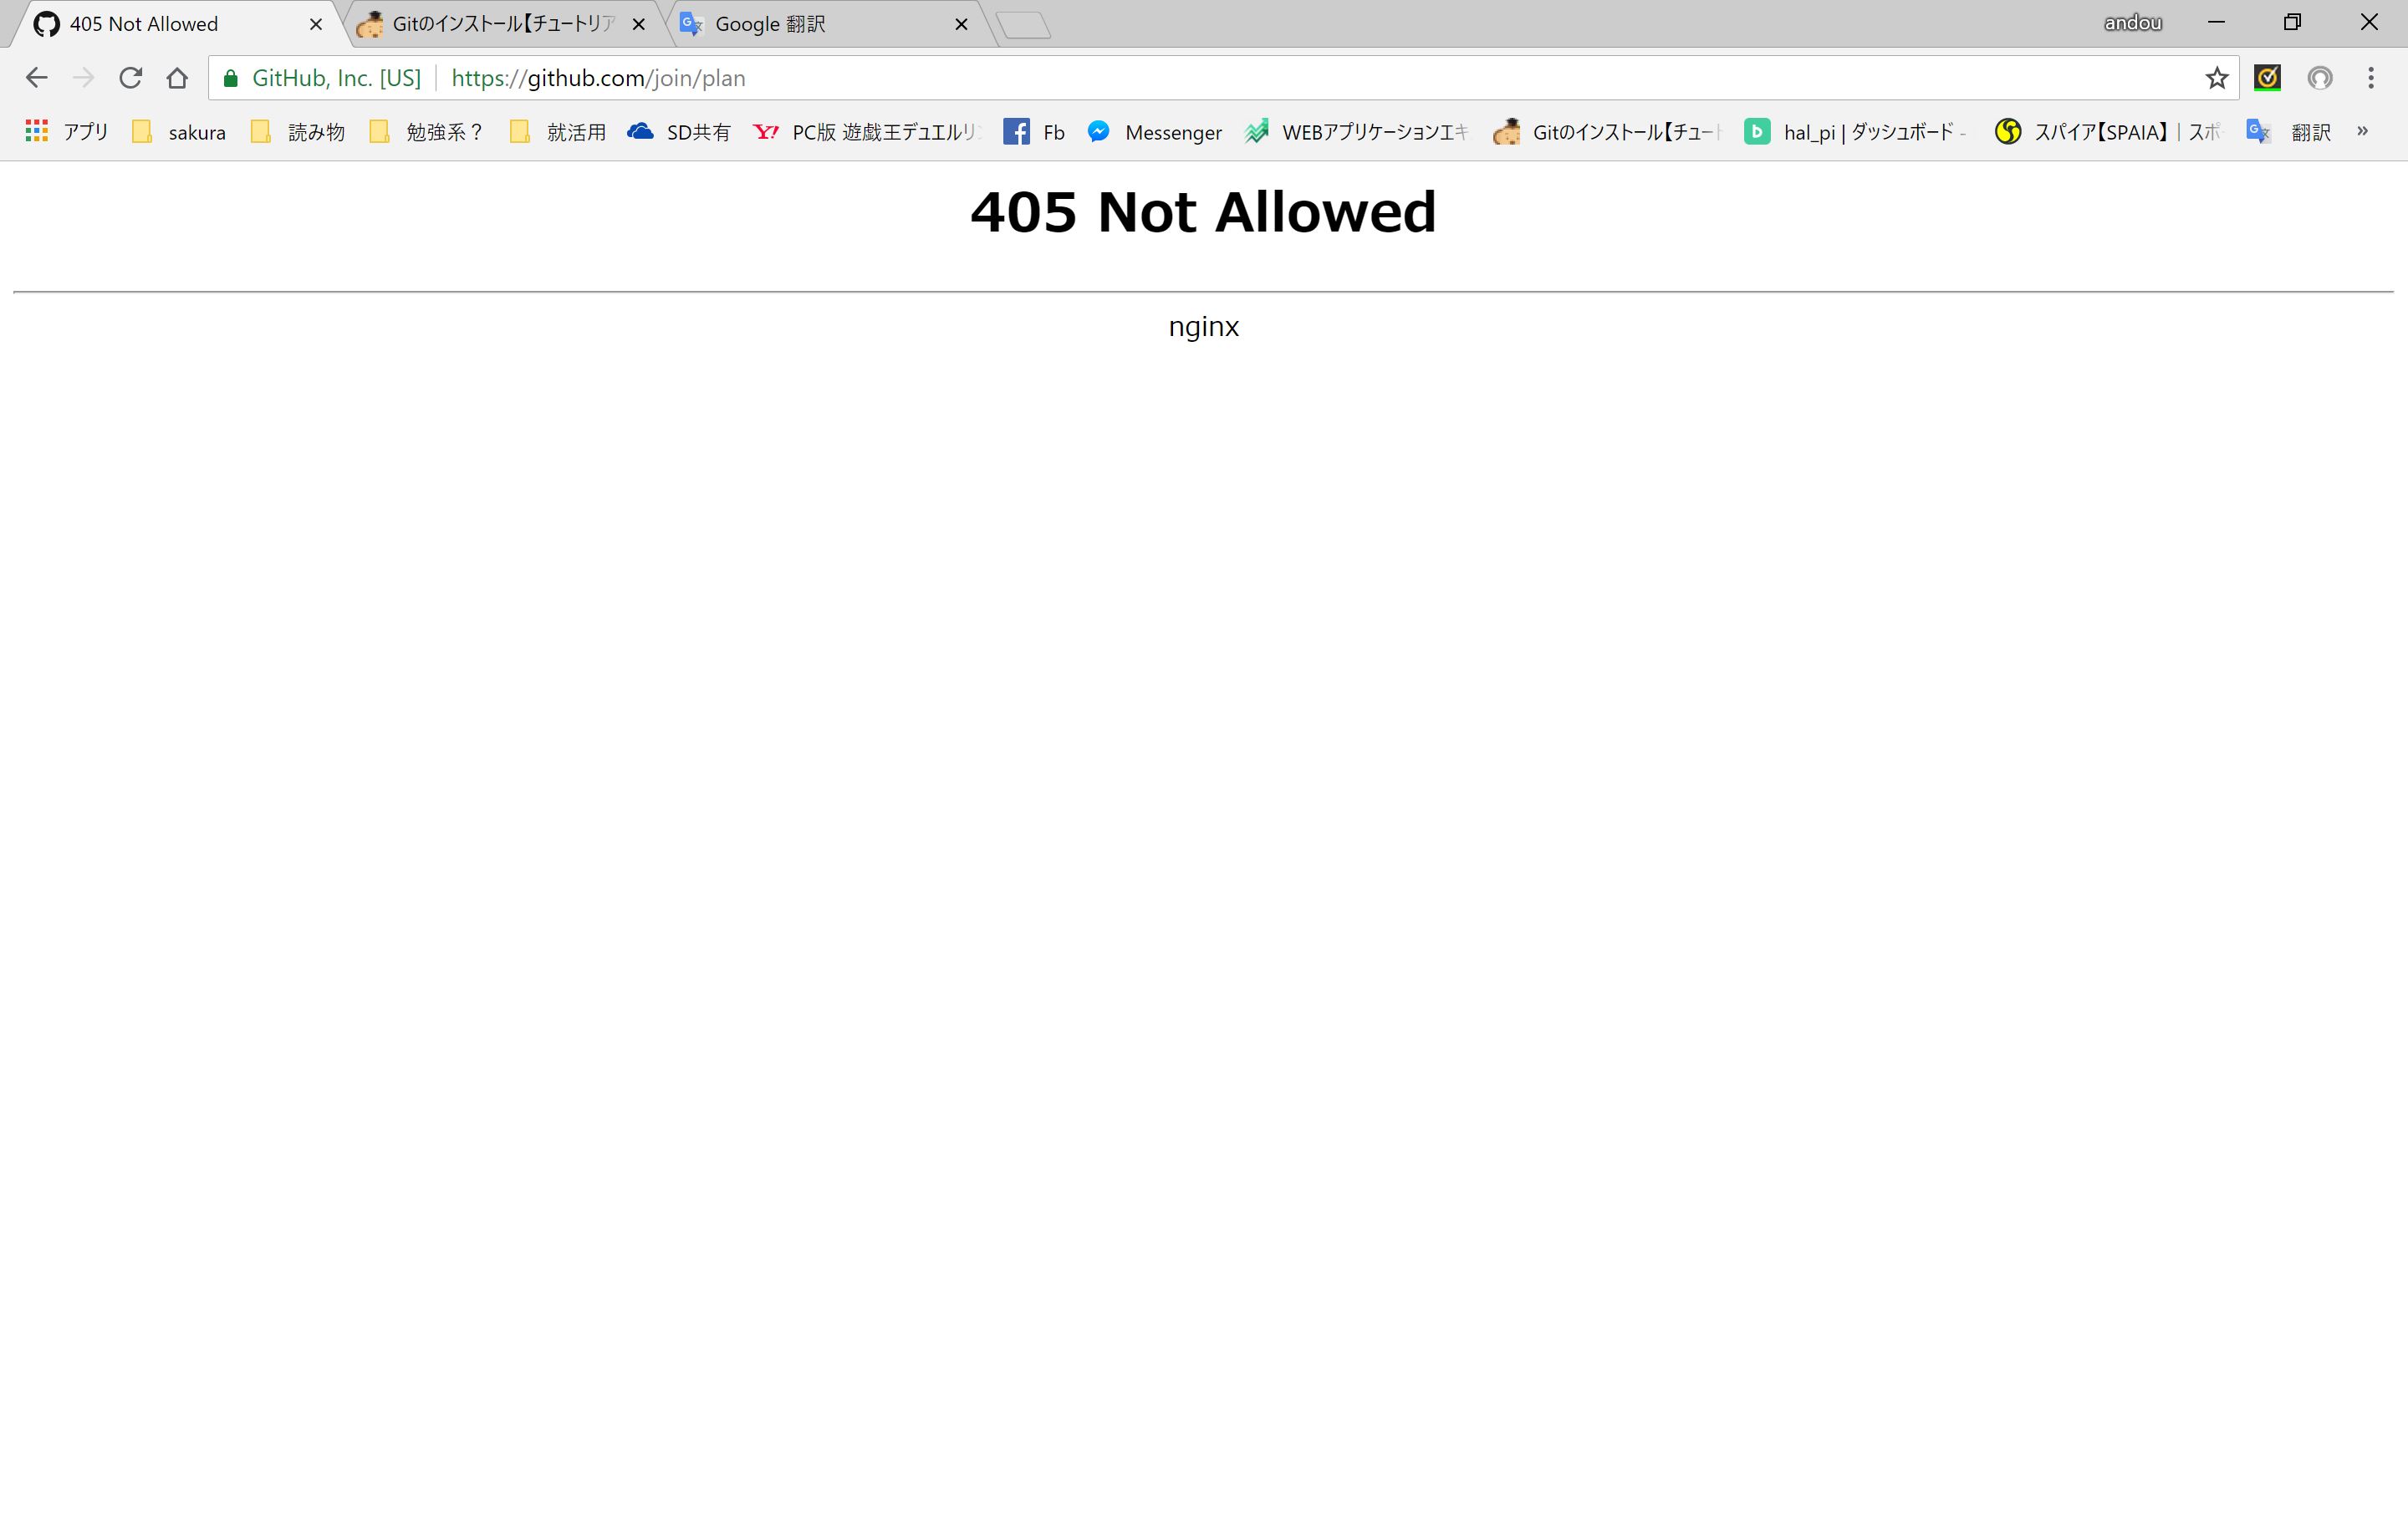 405 Not Allowed Gitのインストール【チュートリア Google 翻訳 andou
GitHub, Inc. [US] https://github.com/join/plan
アプリ sakura 読み物 勉強系？ 就活用 SD共有 PC版 遊戯王デュエルリン Fb Messenger WEBアプリケーションエキ Gitのインストール【チュート hal_pi | ダッシュボード - スパイア【SPAIA】 | スポ 翻訳 »
405 Not Allowed
nginx